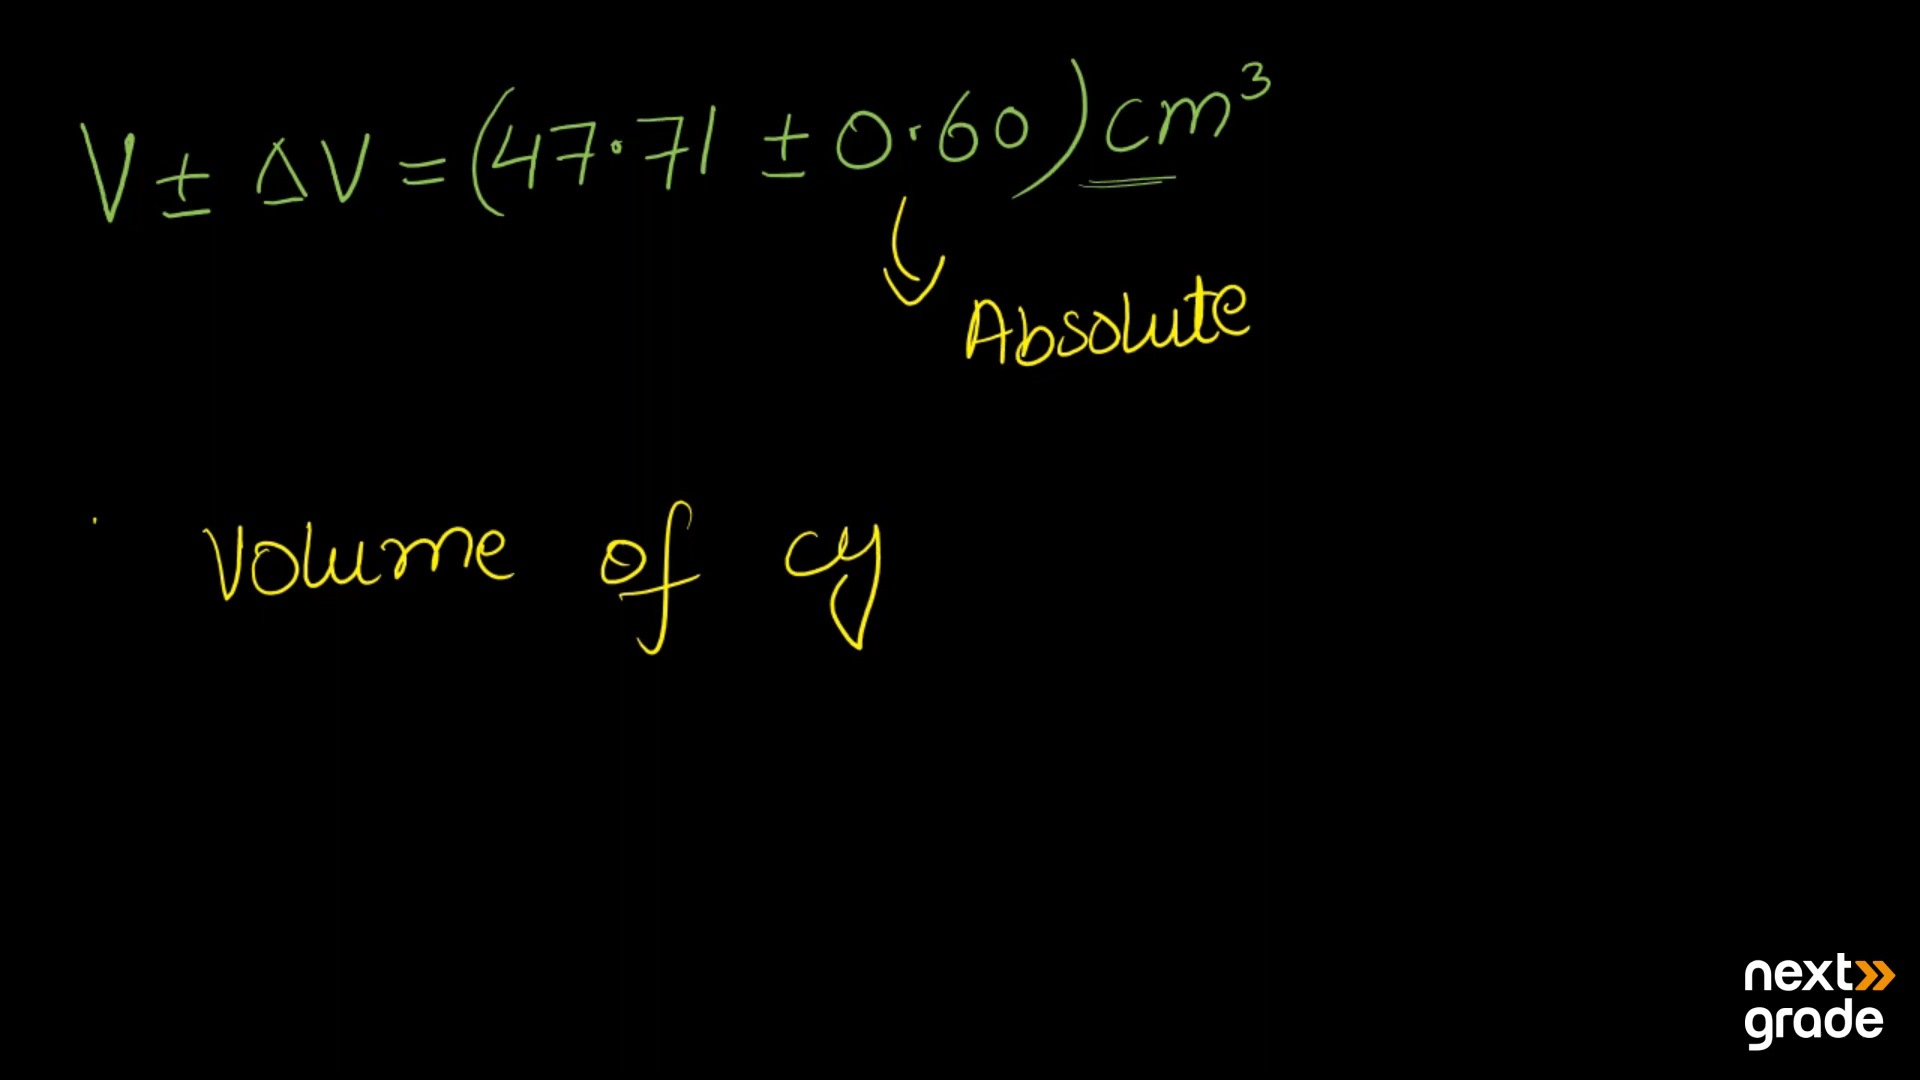 V ± ΔV = (47.71 ± 0.60) cm³
Absolute
Volume of cy
next
grade